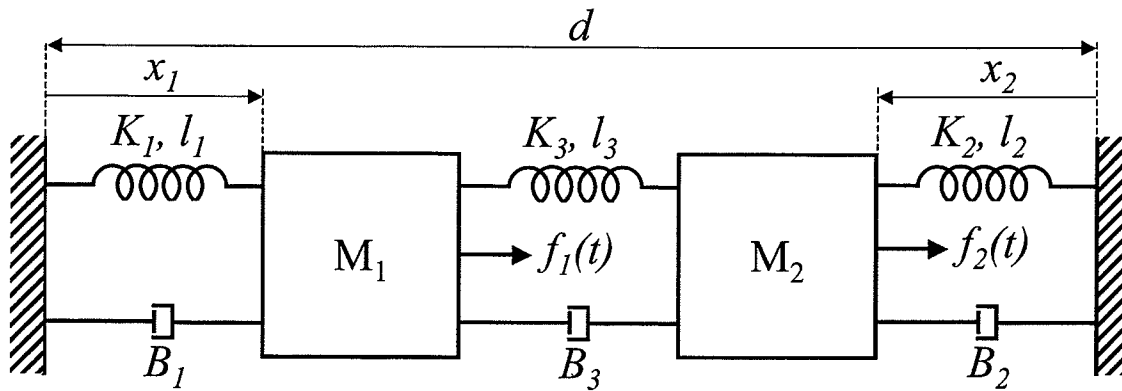 d
x₁ x₂
K₁, l₁ K₃, l₃ K₂, l₂
M₁ f₁(t) M₂ f₂(t)
B₁ B₃ B₂